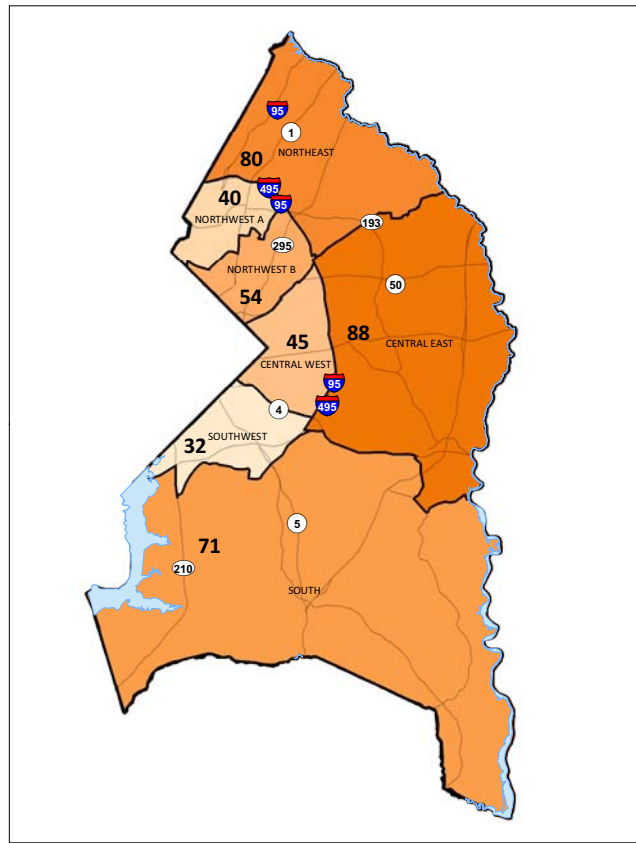 95
1
NORTHEAST
80
495
40
95
NORTHWEST A
193
295
NORTHWEST B
50
54
45
88
CENTRAL EAST
CENTRAL WEST
95
495
4
SOUTHWEST
32
5
71
210
SOUTH